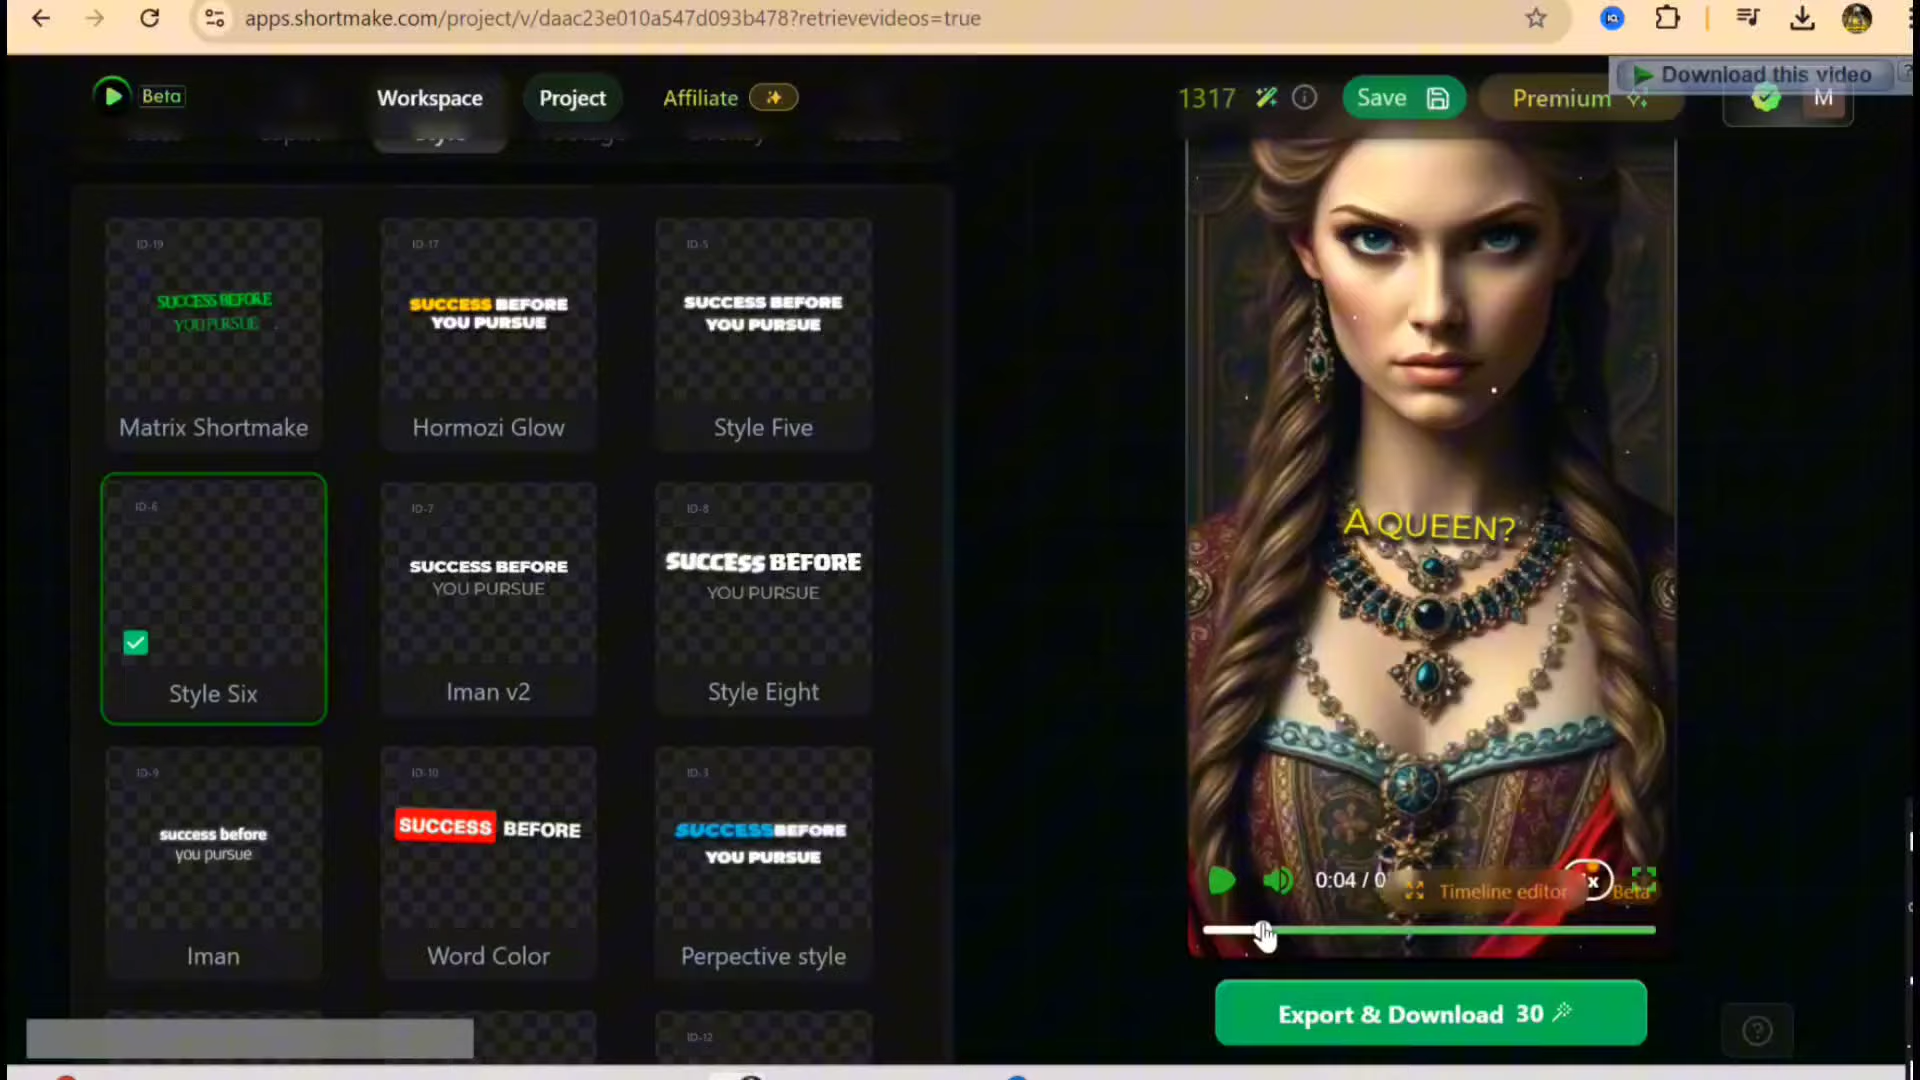 apps.shortmake.com/project/v/daac23e010a547d093b478?retrievevideos=true
Download this video
Beta
Workspace
Project
Affiliate
1317
Save
Premium
M
Style
ID-19
SUCCESS BEFORE
YOU PURSUE
Matrix Shortmake
ID-17
SUCCESS BEFORE
YOU PURSUE
Hormozi Glow
ID-5
SUCCESS BEFORE
YOU PURSUE
Style Five
ID-6
Style Six
ID-7
SUCCESS BEFORE
YOU PURSUE
Iman v2
ID-8
SUCCESS BEFORE
YOU PURSUE
Style Eight
ID-9
success before
you pursue
Iman
ID-10
SUCCESS BEFORE
Word Color
ID-3
SUCCESS BEFORE
YOU PURSUE
Perpective style
ID-12
A QUEEN?
0:04 / 0
Timeline editor
x
Beta
Export & Download 30